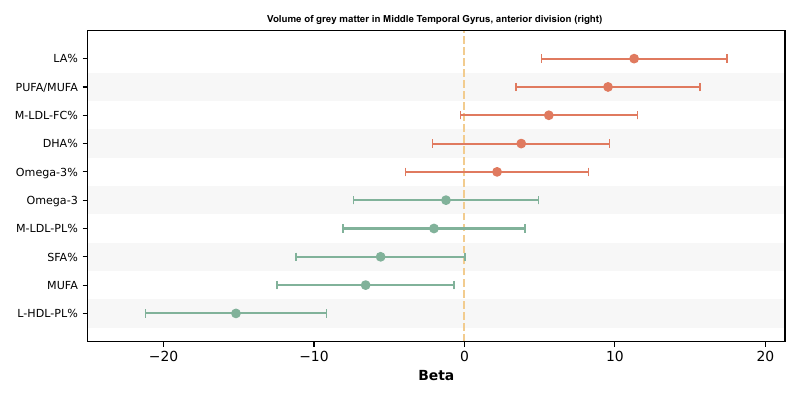 Volume of grey matter in Middle Temporal Gyrus, anterior division (right)
LA%
PUFA/MUFA
M-LDL-FC%
DHA%
Omega-3%
Omega-3
M-LDL-PL%
SFA%
MUFA
L-HDL-PL%
−20 −10 0 10 20
Beta